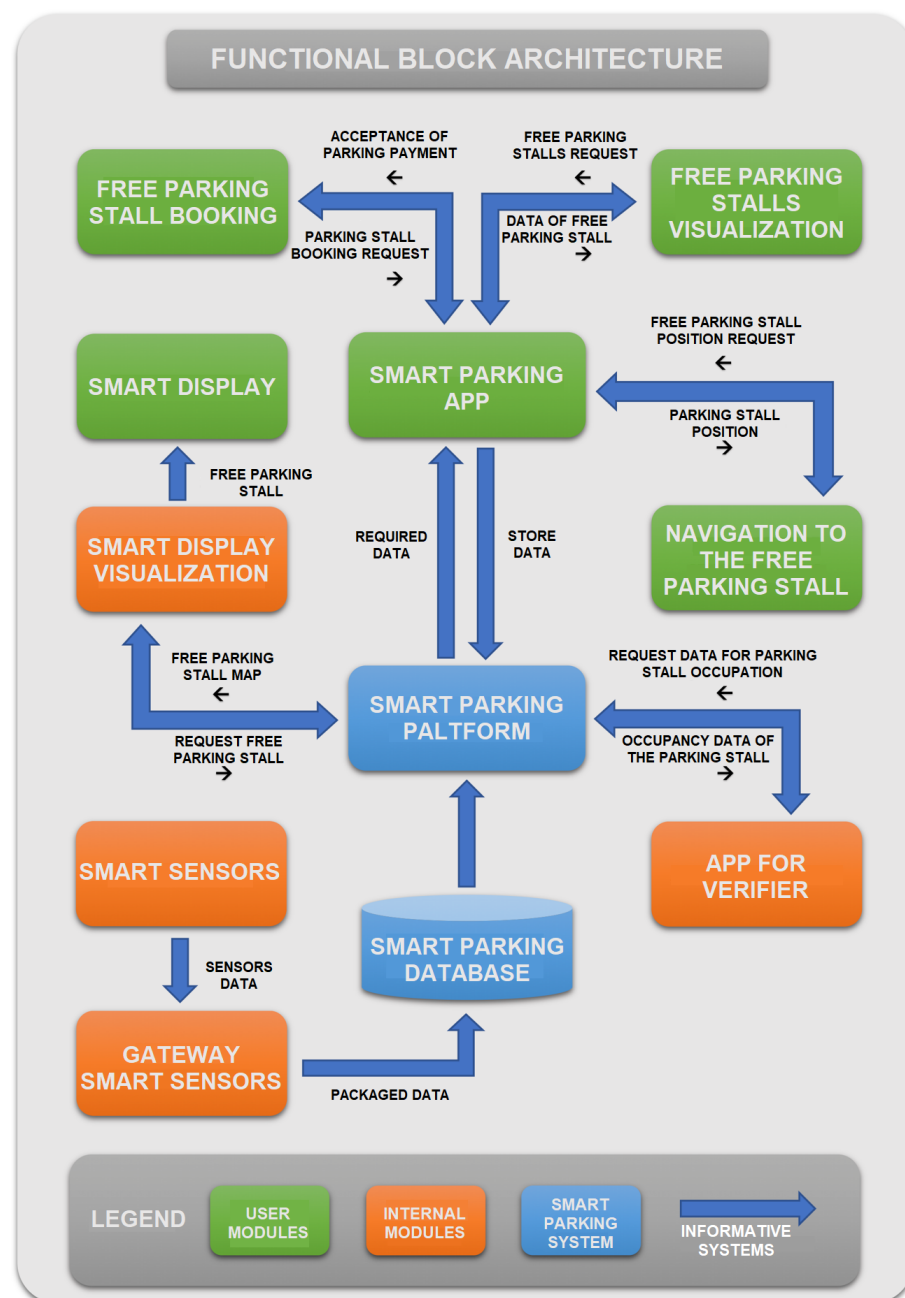 FUNCTIONAL BLOCK ARCHITECTURE
ACCEPTANCE OF
PARKING PAYMENT
←
FREE PARKING
STALLS REQUEST
←
FREE PARKING
STALL BOOKING
FREE PARKING
STALLS
VISUALIZATION
PARKING STALL
BOOKING REQUEST
→
DATA OF FREE
PARKING STALL
→
SMART DISPLAY
SMART PARKING
APP
FREE PARKING STALL
POSITION REQUEST
←
PARKING STALL
POSITION
→
FREE PARKING
STALL
SMART DISPLAY
VISUALIZATION
REQUIRED
DATA
STORE
DATA
NAVIGATION TO
THE FREE
PARKING STALL
FREE PARKING
STALL MAP
←
REQUEST FREE
PARKING STALL
→
SMART PARKING
PALTFORM
REQUEST DATA FOR PARKING
STALL OCCUPATION
←
OCCUPANCY DATA OF
THE PARKING STALL
→
SMART SENSORS
APP FOR
VERIFIER
SENSORS
DATA
SMART PARKING
DATABASE
GATEWAY
SMART SENSORS
PACKAGED DATA
LEGEND
USER
MODULES
INTERNAL
MODULES
SMART
PARKING
SYSTEM
INFORMATIVE
SYSTEMS